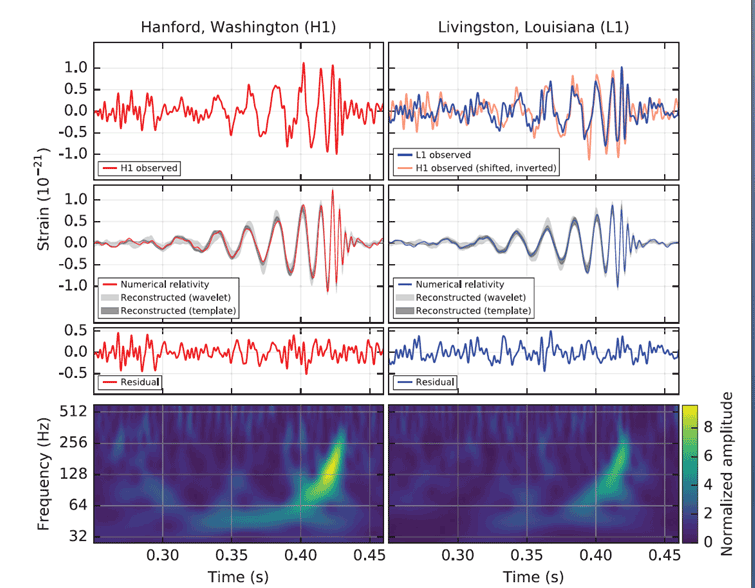 Hanford, Washington (H1)
Livingston, Louisiana (L1)
Strain (10⁻²¹)
1.0
0.5
0.0
-0.5
-1.0
H1 observed
L1 observed
H1 observed (shifted, inverted)
1.0
0.5
0.0
-0.5
-1.0
Numerical relativity
Reconstructed (wavelet)
Reconstructed (template)
Numerical relativity
Reconstructed (wavelet)
Reconstructed (template)
0.5
0.0
-0.5
Residual
Residual
Frequency (Hz)
512
256
128
64
32
Normalized amplitude
8
6
4
2
0
0.30 0.35 0.40 0.45
0.30 0.35 0.40 0.45
Time (s)
Time (s)